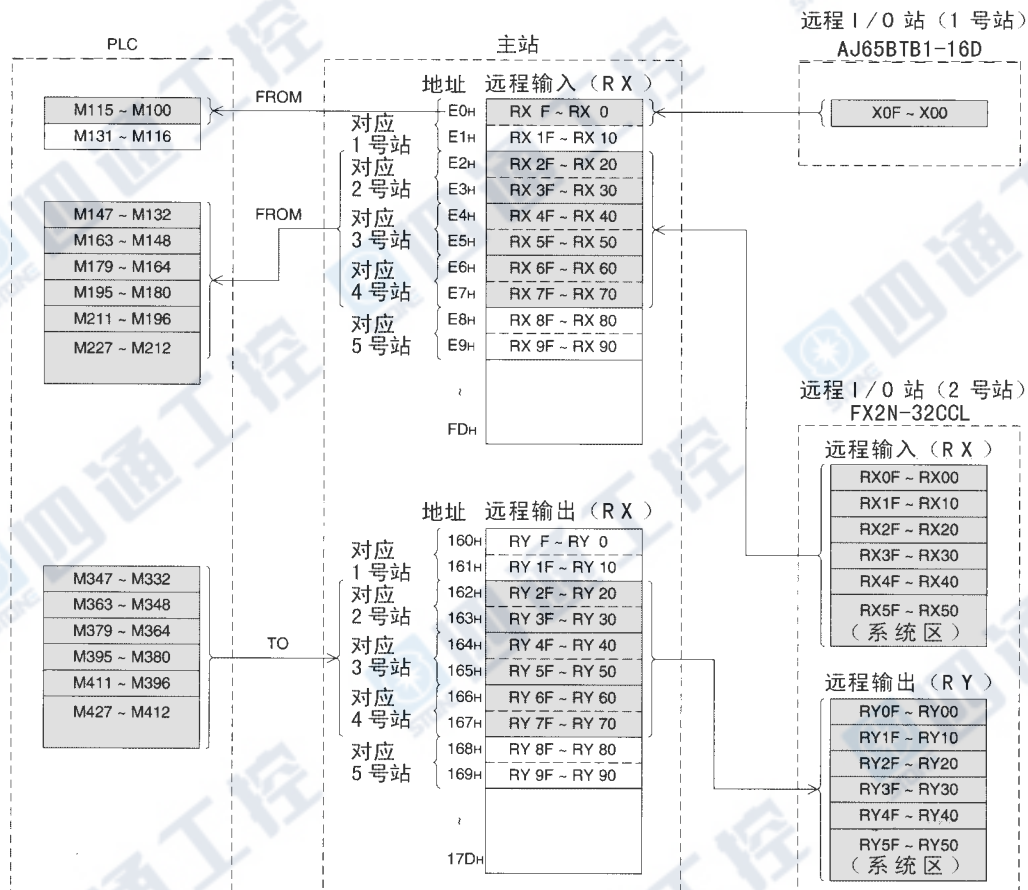 PLC
主站
远程 I/O 站（1 号站）
AJ65BTB1-16D
地址 远程输入（RX）
M115 ~ M100
M131 ~ M116
FROM
对应
1 号站
E0H RX F ~ RX 0
E1H RX 1F ~ RX 10
X0F ~ X00
对应
2 号站
E2H RX 2F ~ RX 20
E3H RX 3F ~ RX 30
M147 ~ M132
M163 ~ M148
M179 ~ M164
M195 ~ M180
M211 ~ M196
M227 ~ M212
FROM
对应
3 号站
E4H RX 4F ~ RX 40
E5H RX 5F ~ RX 50
对应
4 号站
E6H RX 6F ~ RX 60
E7H RX 7F ~ RX 70
对应
5 号站
E8H RX 8F ~ RX 80
E9H RX 9F ~ RX 90
~
FDH
远程 I/O 站（2 号站）
FX2N-32CCL
远程输入（RX）
RX0F ~ RX00
RX1F ~ RX10
RX2F ~ RX20
RX3F ~ RX30
RX4F ~ RX40
RX5F ~ RX50
（系统区）
地址 远程输出（RX）
对应
1 号站
160H RY F ~ RY 0
161H RY 1F ~ RY 10
对应
2 号站
162H RY 2F ~ RY 20
163H RY 3F ~ RY 30
M347 ~ M332
M363 ~ M348
M379 ~ M364
M395 ~ M380
M411 ~ M396
M427 ~ M412
TO
对应
3 号站
164H RY 4F ~ RY 40
165H RY 5F ~ RY 50
对应
4 号站
166H RY 6F ~ RY 60
167H RY 7F ~ RY 70
对应
5 号站
168H RY 8F ~ RY 80
169H RY 9F ~ RY 90
~
17DH
远程输出（RY）
RY0F ~ RY00
RY1F ~ RY10
RY2F ~ RY20
RY3F ~ RY30
RY4F ~ RY40
RY5F ~ RY50
（系统区）
四通工控